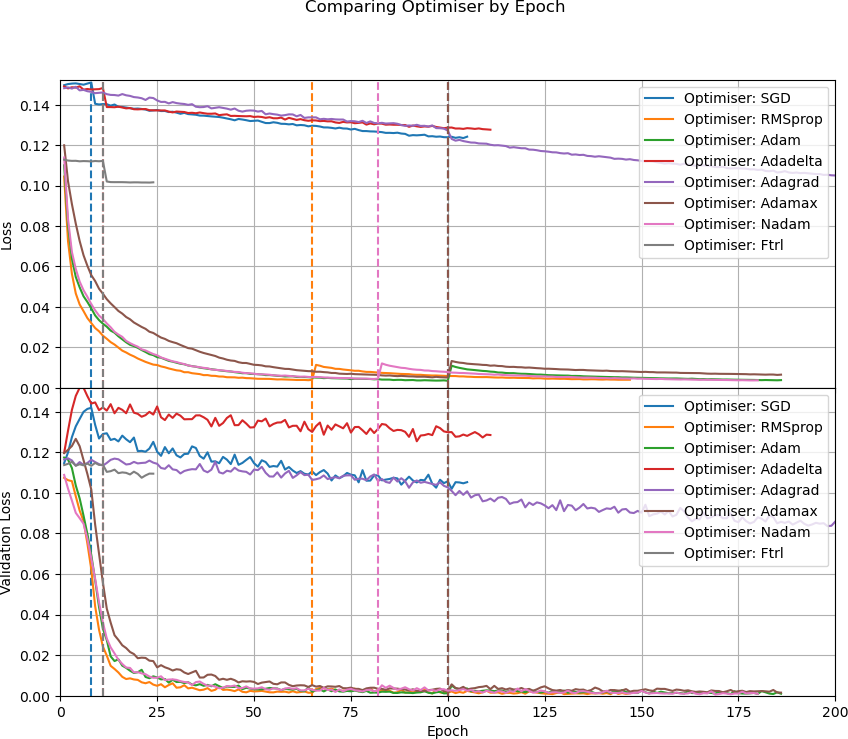 Comparing Optimiser by Epoch
Loss
0.14
0.12
0.10
0.08
0.06
0.04
0.02
0.00
Optimiser: SGD
Optimiser: RMSprop
Optimiser: Adam
Optimiser: Adadelta
Optimiser: Adagrad
Optimiser: Adamax
Optimiser: Nadam
Optimiser: Ftrl
Validation Loss
0.14
0.12
0.10
0.08
0.06
0.04
0.02
0.00
Optimiser: SGD
Optimiser: RMSprop
Optimiser: Adam
Optimiser: Adadelta
Optimiser: Adagrad
Optimiser: Adamax
Optimiser: Nadam
Optimiser: Ftrl
0 25 50 75 100 125 150 175 200
Epoch